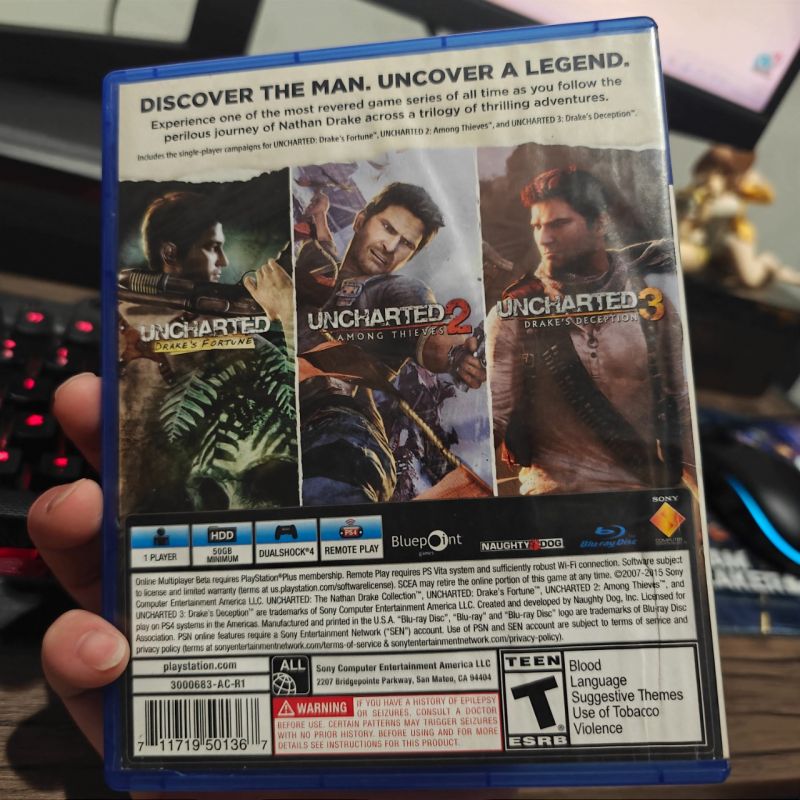 DISCOVER THE MAN. UNCOVER A LEGEND.
Experience one of the most revered game series of all time as you follow the
perilous journey of Nathan Drake across a trilogy of thrilling adventures.
Includes the single-player campaigns for UNCHARTED: Drake's Fortune™, UNCHARTED 2: Among Thieves™, and UNCHARTED 3: Drake's Deception™.
UNCHARTED
DRAKE'S FORTUNE
UNCHARTED 2
AMONG THIEVES
UNCHARTED 3
DRAKE'S DECEPTION
1 PLAYER
HDD
50GB
MINIMUM
DUALSHOCK®4
PS4
REMOTE PLAY
Bluepoint
games
NAUGHTY DOG
Blu-ray Disc
SONY
COMPUTER
ENTERTAINMENT
Online Multiplayer Beta requires PlayStation®Plus membership. Remote Play requires PS Vita system and sufficiently robust Wi-Fi connection. Software subject
to license and limited warranty (terms at us.playstation.com/softwarelicense). SCEA may retire the online portion of this game at any time. ©2007-2015 Sony
Computer Entertainment America LLC. UNCHARTED: The Nathan Drake Collection™, UNCHARTED: Drake's Fortune™, UNCHARTED 2: Among Thieves™, and
UNCHARTED 3: Drake's Deception™ are trademarks of Sony Computer Entertainment America LLC. Created and developed by Naughty Dog, Inc. Licensed for
play on PS4 systems in the Americas. Manufactured and printed in the U.S.A. "Blu-ray Disc", "Blu-ray" and "Blu-ray Disc" logo are trademarks of Blu-ray Disc
Association. PSN online features require a Sony Entertainment Network ("SEN") account. Use of PSN and SEN account are subject to terms of service and
privacy policy (terms at sonyentertainmentnetwork.com/terms-of-service & sonyentertainmentnetwork.com/privacy-policy).
playstation.com
3000683-AC-R1
7 11719 50136 7
ALL
Sony Computer Entertainment America LLC
2207 Bridgepointe Parkway, San Mateo, CA 94404
WARNING
IF YOU HAVE A HISTORY OF EPILEPSY
OR SEIZURES, CONSULT A DOCTOR
BEFORE USE. CERTAIN PATTERNS MAY TRIGGER SEIZURES
WITH NO PRIOR HISTORY. BEFORE USING AND FOR MORE
DETAILS SEE INSTRUCTIONS FOR THIS PRODUCT.
TEEN
T
ESRB
Blood
Language
Suggestive Themes
Use of Tobacco
Violence